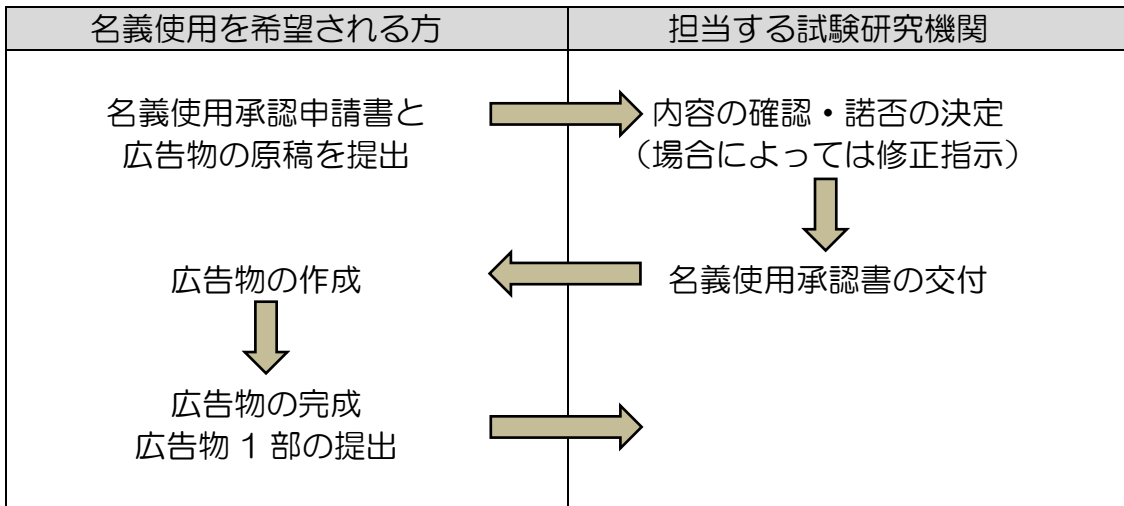 名義使用を希望される方
担当する試験研究機関
名義使用承認申請書と
広告物の原稿を提出
内容の確認・諾否の決定
（場合によっては修正指示）
広告物の作成
名義使用承認書の交付
広告物の完成
広告物 1 部の提出